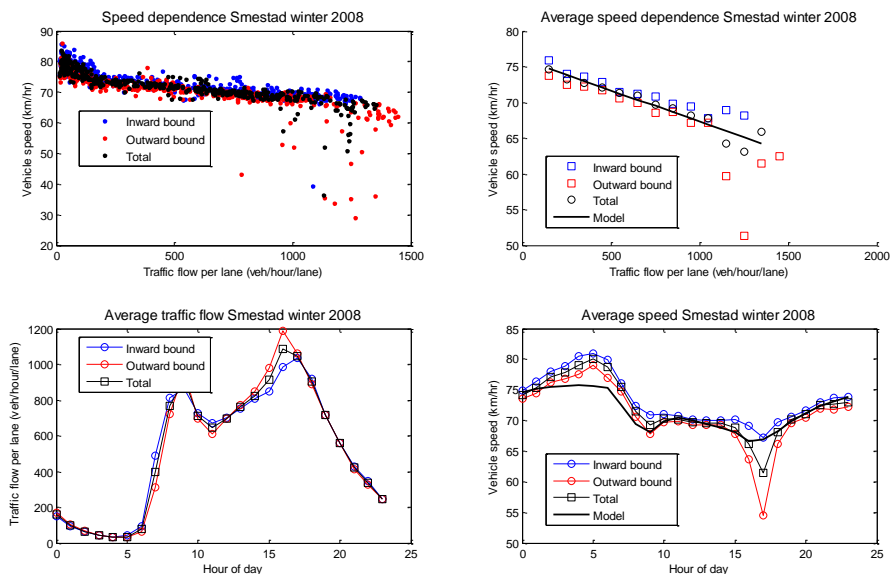 Speed dependence Smestad winter 2008
90
80
70
60
50
40
30
20
0
500
1000
1500
Vehicle speed (km/hr)
Traffic flow per lane (veh/hour/lane)
Inward bound
Outward bound
Total
Average speed dependence Smestad winter 2008
80
75
70
65
60
55
50
0
500
1000
1500
2000
Vehicle speed (km/hr)
Traffic flow per lane (veh/hour/lane)
Inward bound
Outward bound
Total
Model
Average traffic flow Smestad winter 2008
1200
1000
800
600
400
200
0
0
5
10
15
20
25
Traffic flow per lane (veh/hour/lane)
Hour of day
Inward bound
Outward bound
Total
Average speed Smestad winter 2008
85
80
75
70
65
60
55
50
0
5
10
15
20
25
Vehicle speed (km/hr)
Hour of day
Inward bound
Outward bound
Total
Model